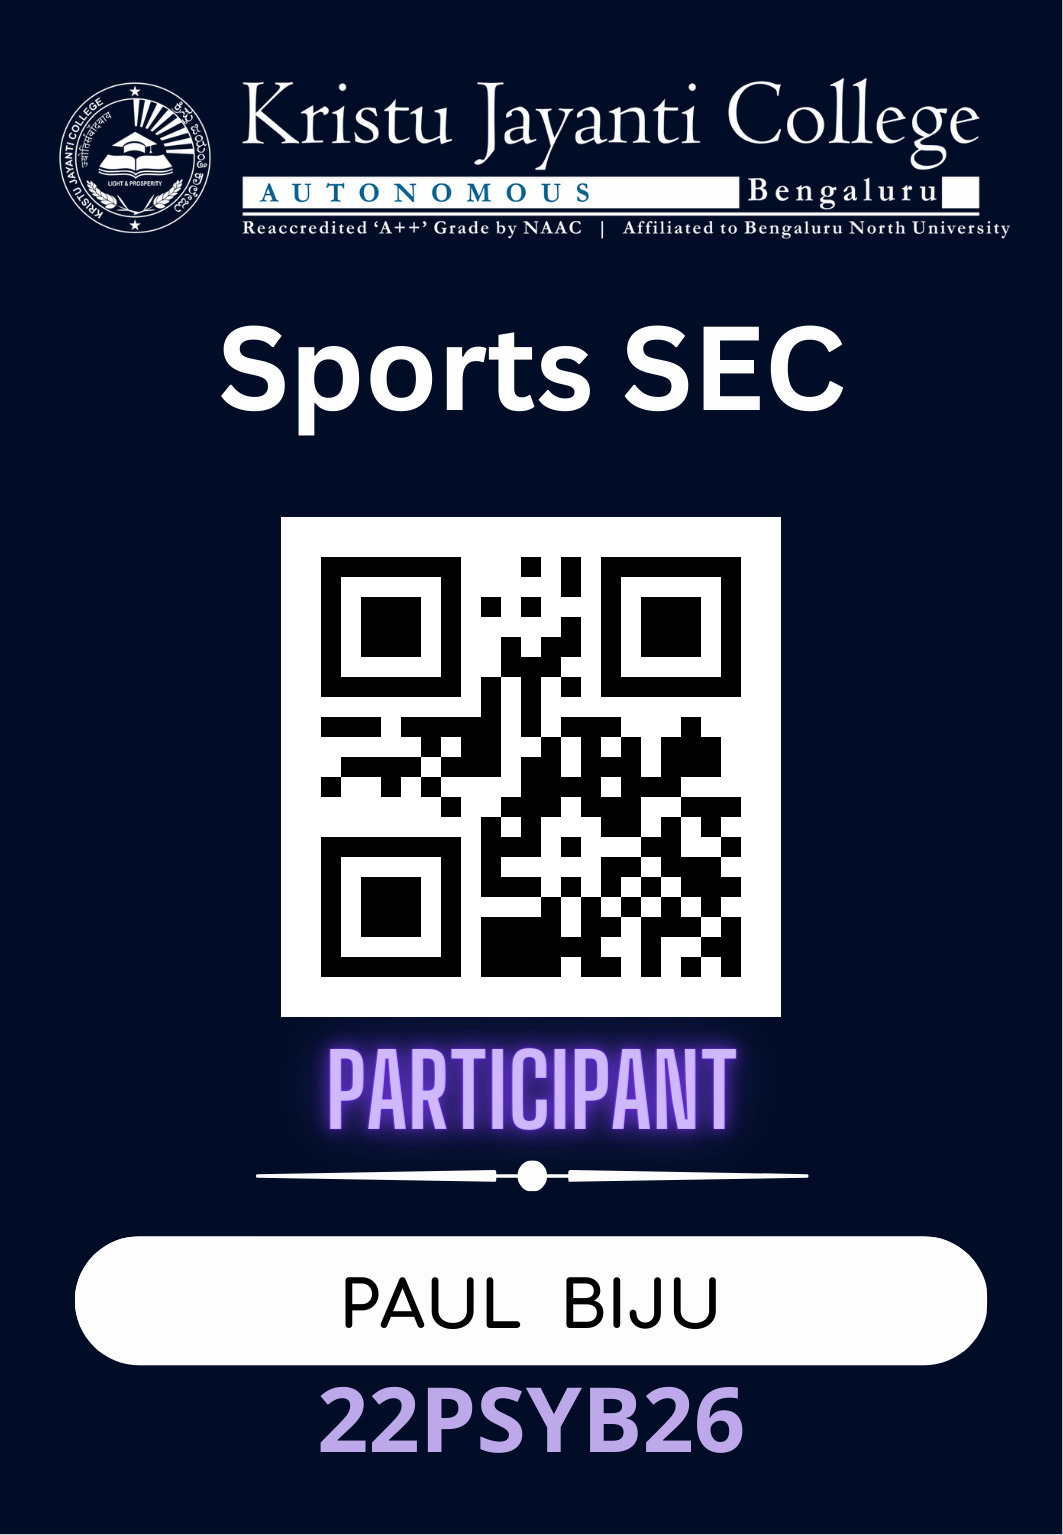 KRISTU JAYANTI COLLEGE
ಕ್ರಿಸ್ತು ಜಯಂತಿ ಕಾಲೇಜು
LIGHT & PROSPERITY
Kristu Jayanti College
AUTONOMOUS Bengaluru
Reaccredited ‘A++’ Grade by NAAC | Affiliated to Bengaluru North University
Sports SEC
PARTICIPANT
PAUL BIJU
22PSYB26